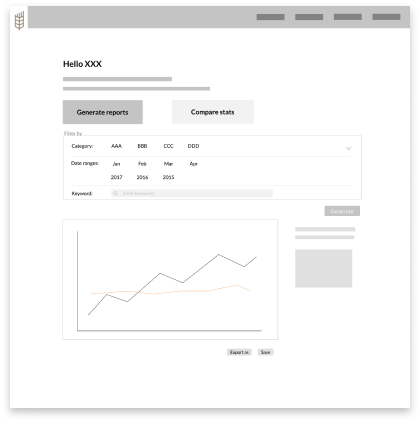 Hello XXX
Generate reports Compare stats
Filter by
Category: AAA BBB CCC DDD
Date ranges: Jan Feb Mar Apr
2017 2016 2015
Keyword: Enter keywords
Generate
Export as Save